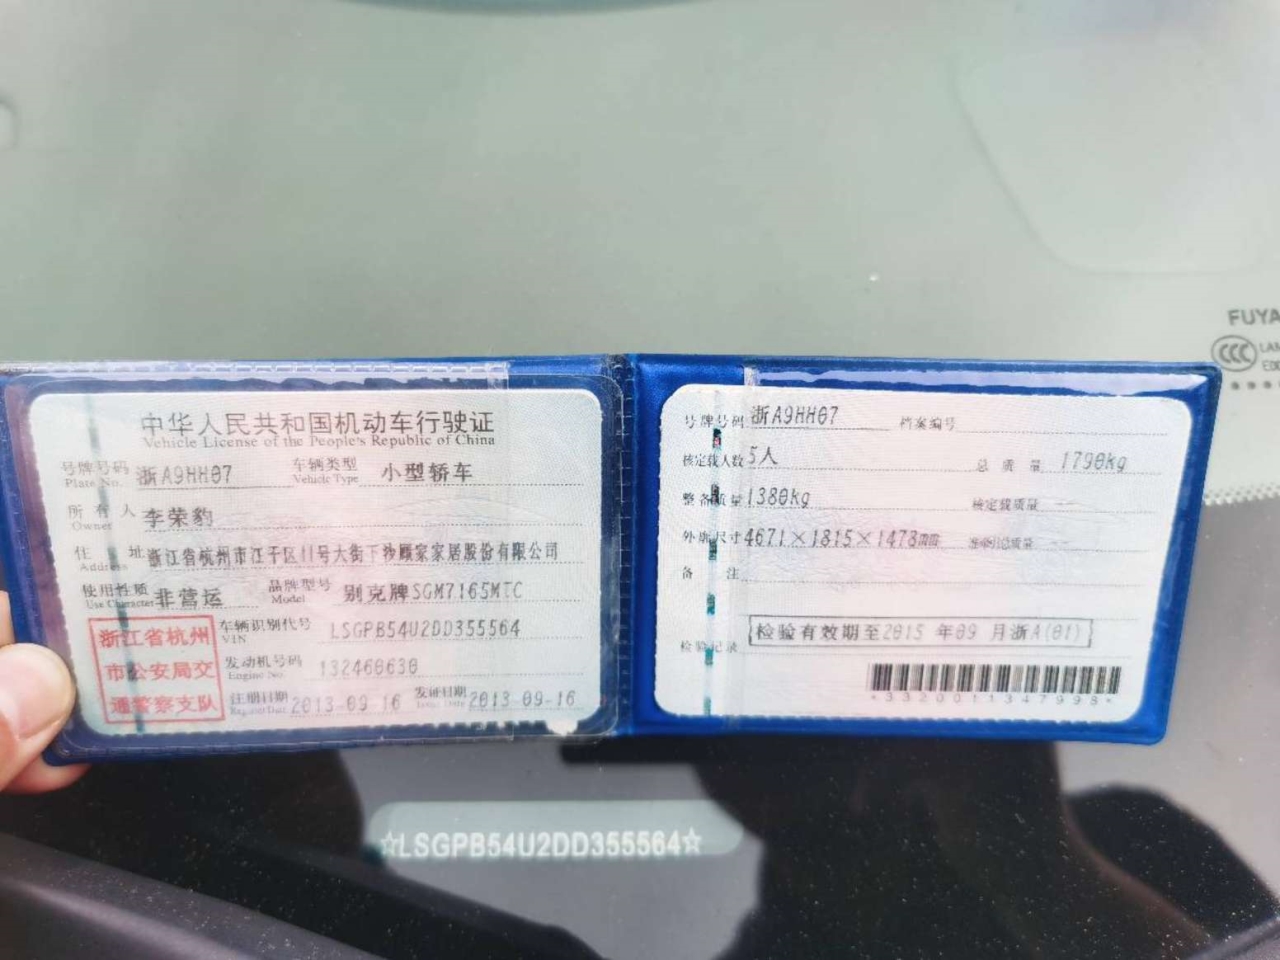 中华人民共和国机动车行驶证
Vehicle License of the People's Republic of China
号牌号码 浙A9HH07 车辆类型 小型轿车
Plate No. Vehicle Type
所有人 李荣豹
Owner
住址 浙江省杭州市江干区11号大街下沙顾家家居股份有限公司
Address
使用性质 非营运 品牌型号 别克牌SGM7165MTC
Use Character Model
浙江省杭州
市公安局交
通警察支队
车辆识别代号 LSGPB54U2DD355564
VIN
发动机号码 132460630
Engine No.
注册日期 2013-09-16 发证日期 2013-09-16
Register Date Issue Date
号牌号码 浙A9HH07 档案编号
核定载人数 5人 总质量 1790kg
整备质量 1380kg 核定载质量 --
外廓尺寸 4671×1815×1478mm 准牵引总质量 --
备注
检验记录 检验有效期至2015年09月浙A(01)
*3320011347998*
☆LSGPB54U2DD355564☆
FUYA
CCC
LAM
E00